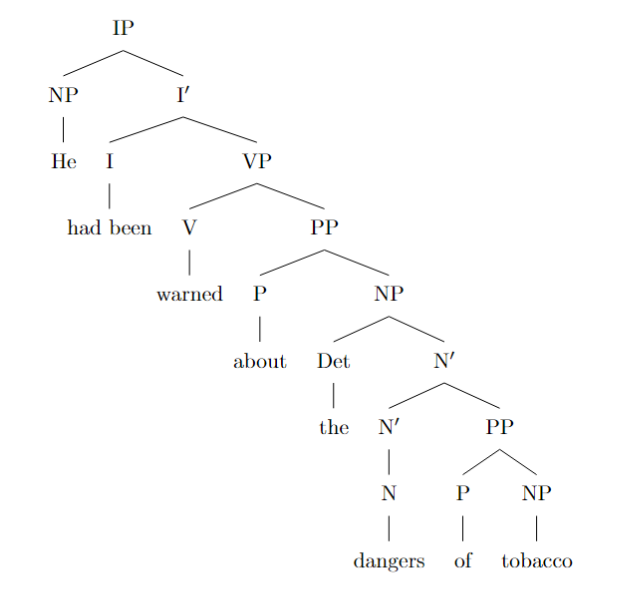 IP
NP I′
He I VP
had been V PP
warned P NP
about Det N′
the N′ PP
N P NP
dangers of tobacco